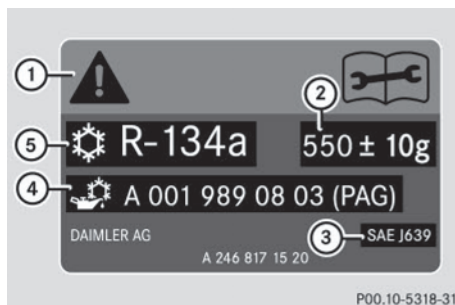 1
2
5 R-134a 550 ± 10g
4 A 001 989 08 03 (PAG)
DAIMLER AG 3 SAE J639
A 246 817 15 20
P00.10-5318-31